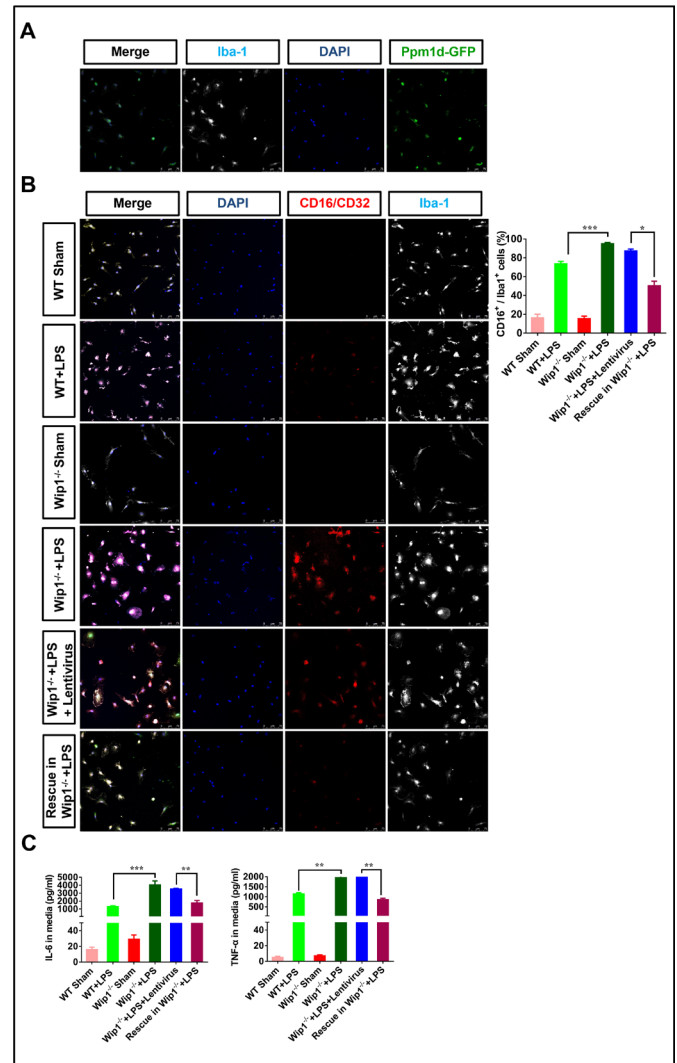 A
Merge Iba-1 DAPI Ppm1d-GFP
B
Merge DAPI CD16/CD32 Iba-1
WT Sham
WT+LPS
Wip1-/- Sham
Wip1-/-+LPS
Wip1-/-+LPS
+ Lentivirus
Rescue in
Wip1-/-+LPS
CD16+ / Iba1+ cells (%)
100
80
60
40
20
0
*** *
WT Sham
WT+LPS
Wip1-/- Sham
Wip1-/-+LPS
Wip1-/-+LPS+Lentivirus
Rescue in Wip1-/-+LPS
C
IL-6 in media (pg/ml)
5000
4000
3000
2000
1000
40
20
0
*** **
WT Sham
WT+LPS
Wip1-/- Sham
Wip1-/-+LPS
Wip1-/-+LPS+Lentivirus
Rescue in Wip1-/-+LPS
TNF-α in media (pg/ml)
2000
1500
1000
500
40
20
0
** **
WT Sham
WT+LPS
Wip1-/- Sham
Wip1-/-+LPS
Wip1-/-+LPS+Lentivirus
Rescue in Wip1-/-+LPS